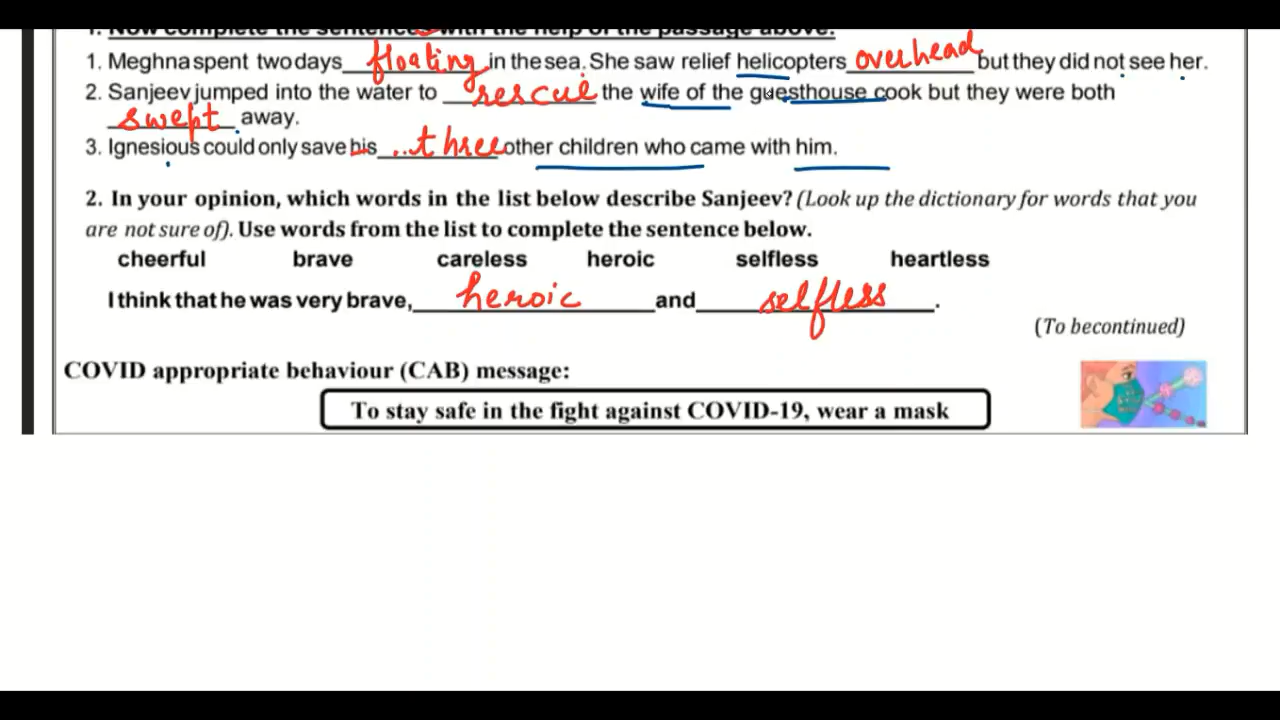 1. Now complete the sentences with the help of the passage above.
1. Meghna spent two days floating in the sea. She saw relief helicopters overhead but they did not see her.
2. Sanjeev jumped into the water to rescue the wife of the guesthouse cook but they were both
swept away.
3. Ignesious could only save his ..three other children who came with him.
2. In your opinion, which words in the list below describe Sanjeev? (Look up the dictionary for words that you
are not sure of). Use words from the list to complete the sentence below.
cheerful brave careless heroic selfless heartless
I think that he was very brave, heroic and selfless.
(To becontinued)
COVID appropriate behaviour (CAB) message:
To stay safe in the fight against COVID-19, wear a mask